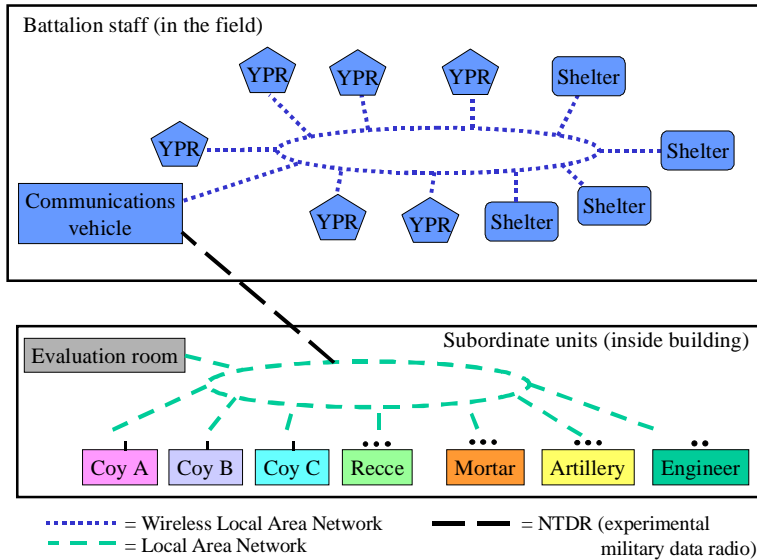 Battalion staff (in the field)
YPR
YPR
YPR
Shelter
YPR
Shelter
Communications
vehicle
YPR
YPR
Shelter
Shelter
Subordinate units (inside building)
Evaluation room
Coy A
Coy B
Coy C
Recce
Mortar
Artillery
Engineer
= Wireless Local Area Network
= NTDR (experimental
military data radio)
= Local Area Network